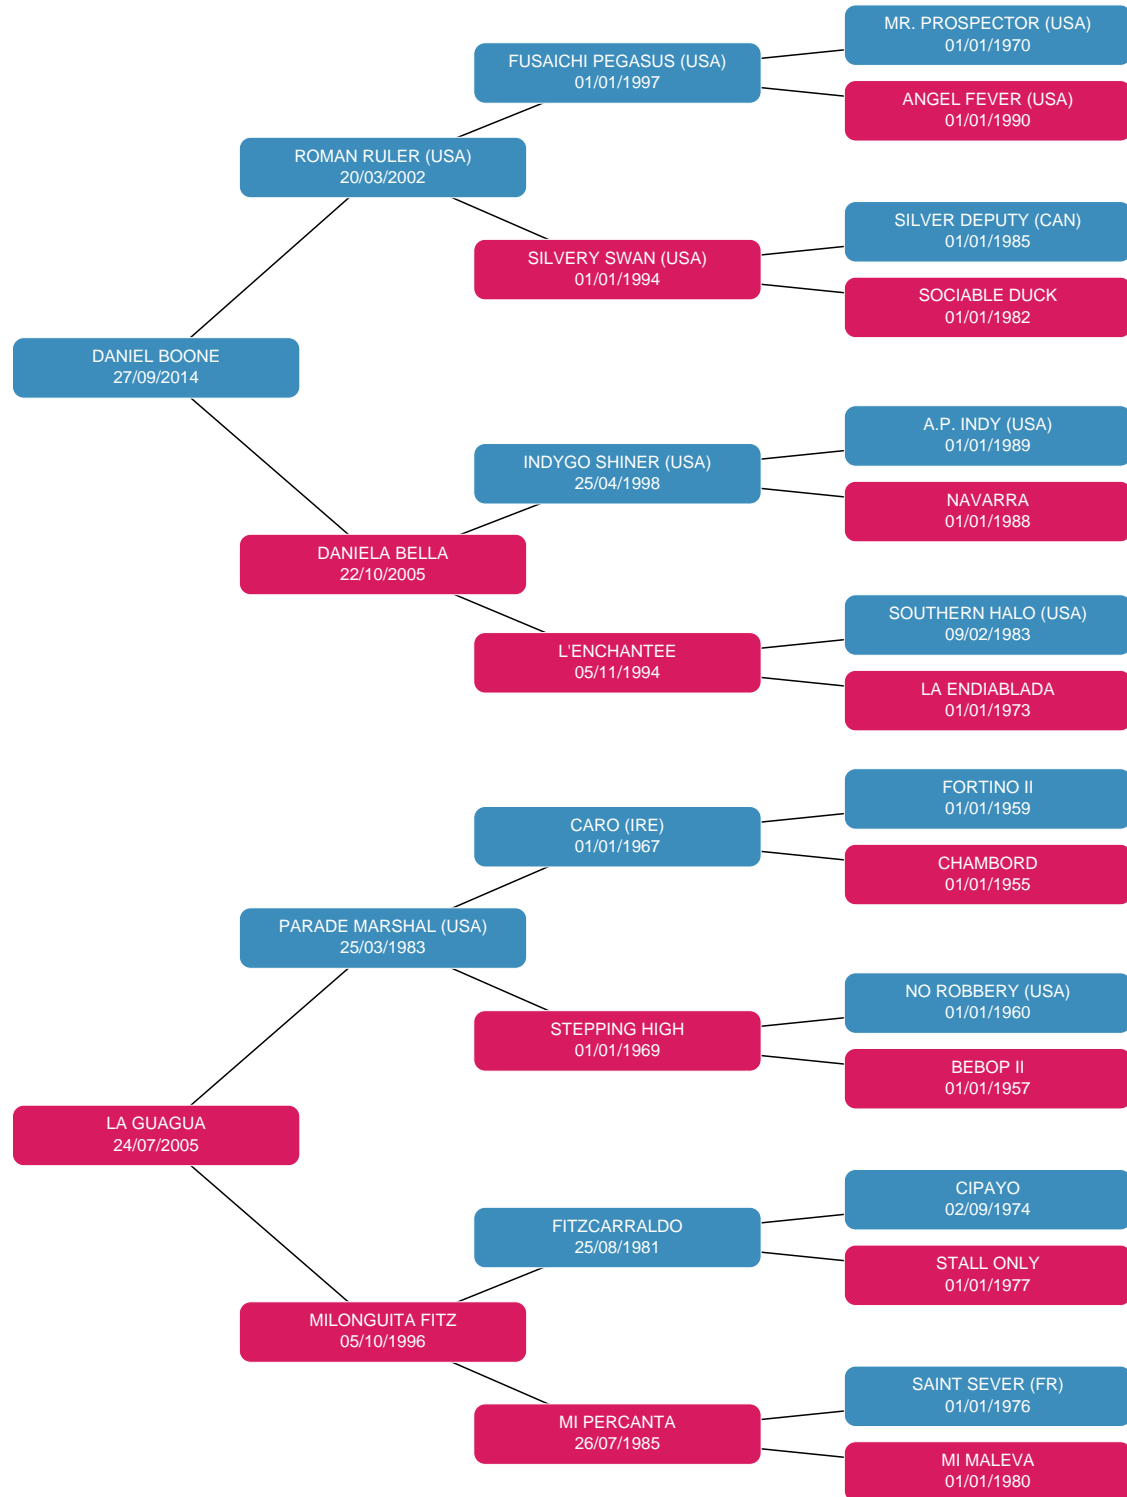 MR. PROSPECTOR (USA)
01/01/1970
FUSAICHI PEGASUS (USA)
01/01/1997
ANGEL FEVER (USA)
01/01/1990
ROMAN RULER (USA)
20/03/2002
SILVER DEPUTY (CAN)
01/01/1985
SILVERY SWAN (USA)
01/01/1994
SOCIABLE DUCK
01/01/1982
DANIEL BOONE
27/09/2014
A.P. INDY (USA)
01/01/1989
INDYGO SHINER (USA)
25/04/1998
NAVARRA
01/01/1988
DANIELA BELLA
22/10/2005
SOUTHERN HALO (USA)
09/02/1983
L'ENCHANTEE
05/11/1994
LA ENDIABLADA
01/01/1973
FORTINO II
01/01/1959
CARO (IRE)
01/01/1967
CHAMBORD
01/01/1955
PARADE MARSHAL (USA)
25/03/1983
NO ROBBERY (USA)
01/01/1960
STEPPING HIGH
01/01/1969
BEBOP II
01/01/1957
LA GUAGUA
24/07/2005
CIPAYO
02/09/1974
FITZCARRALDO
25/08/1981
STALL ONLY
01/01/1977
MILONGUITA FITZ
05/10/1996
SAINT SEVER (FR)
01/01/1976
MI PERCANTA
26/07/1985
MI MALEVA
01/01/1980